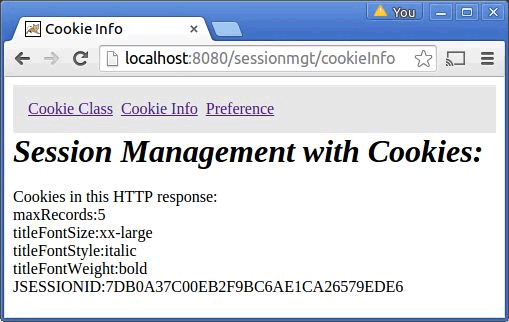 You
Cookie Info
localhost:8080/sessionmgt/cookieInfo
Cookie Class Cookie Info Preference
Session Management with Cookies:
Cookies in this HTTP response:
maxRecords:5
titleFontSize:xx-large
titleFontStyle:italic
titleFontWeight:bold
JSESSIONID:7DB0A37C00EB2F9BC6AE1CA26579EDE6